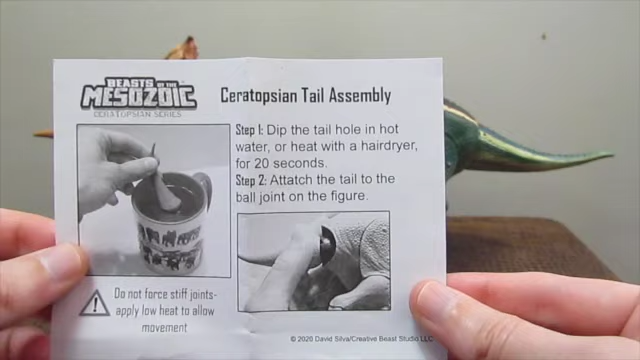 BEASTS OF THE
MESOZOIC
CERATOPSIAN SERIES
Ceratopsian Tail Assembly
Step 1: Dip the tail hole in hot
water, or heat with a hairdryer,
for 20 seconds.
Step 2: Attatch the tail to the
ball joint on the figure.
Do not force stiff joints-
apply low heat to allow
movement
© 2020 David Silva/Creative Beast Studio LLC